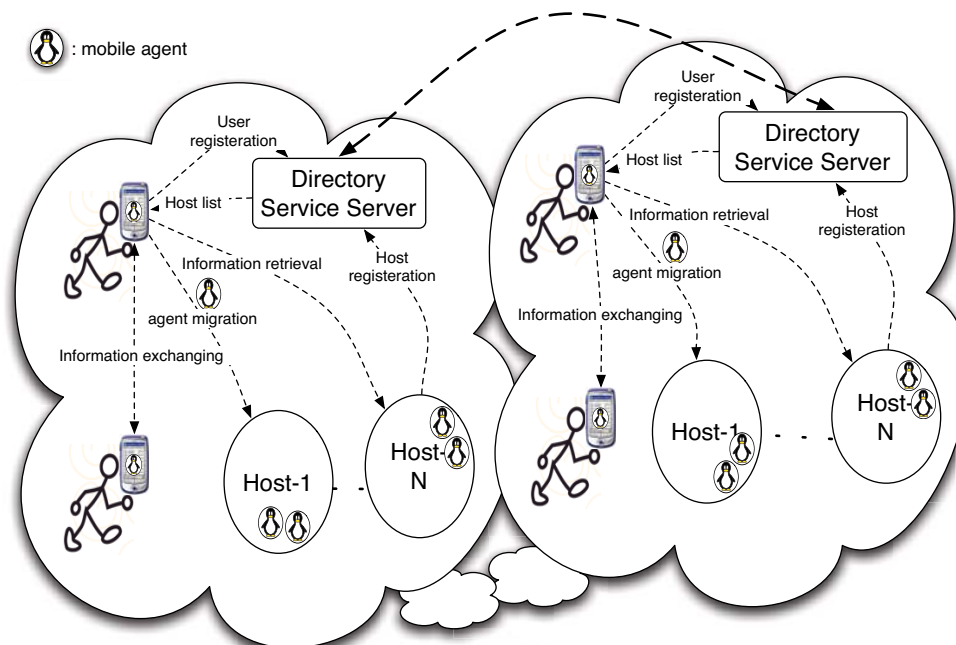 : mobile agent
User
registeration
Directory
Service Server
Host list
Information retrieval
Host
registeration
agent migration
Information exchanging
Host-1
. .
Host-
N
User
registeration
Directory
Service Server
Host list
Information retrieval
Host
registeration
agent migration
Information exchanging
Host-1
. . .
Host-
N